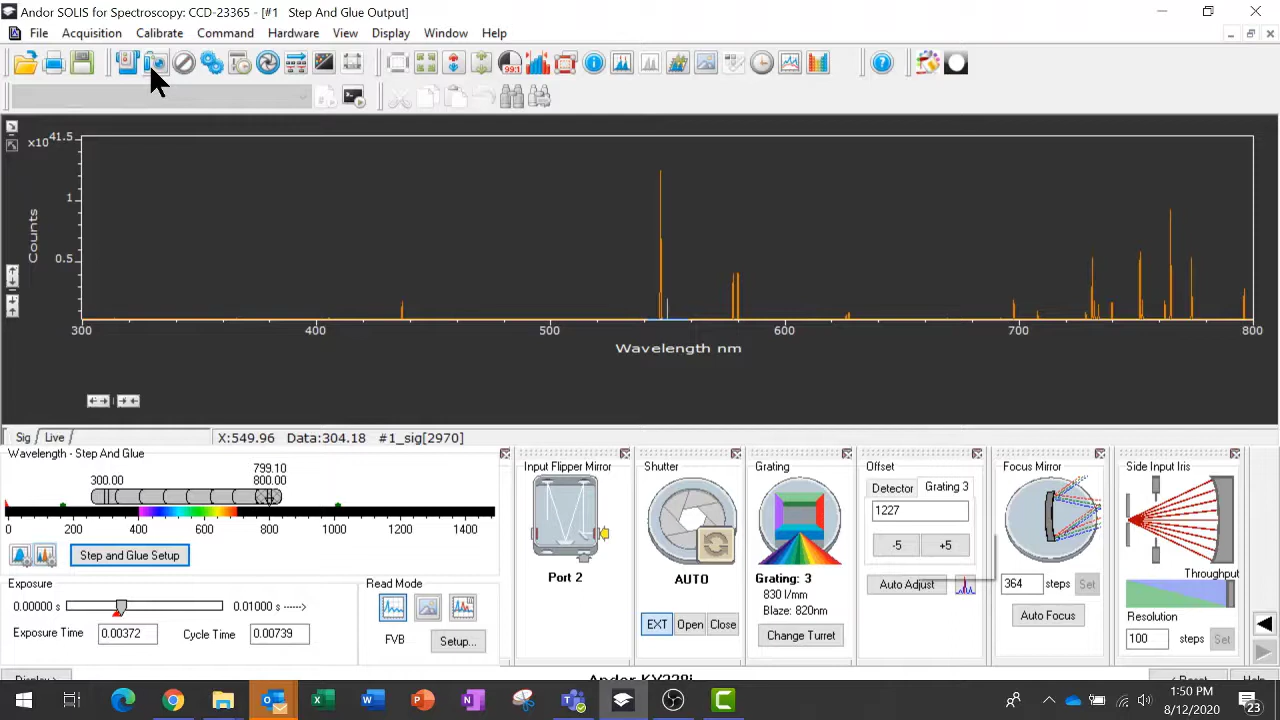 Andor SOLIS for Spectroscopy: CCD-23365 - [#1 Step And Glue Output]
File Acquisition Calibrate Command Hardware View Display Window Help
99:1
x10^4 1.5
1
0.5
Counts
300 400 500 600 700 800
Wavelength nm
Sig Live X:549.96 Data:304.18 #1_sig[2970]
Wavelength - Step And Glue
799.10
300.00 800.00
0 200 400 600 800 1000 1200 1400
Step and Glue Setup
Exposure
0.00000 s 0.01000 s ----->
Exposure Time 0.00372 Cycle Time 0.00739
Read Mode
FVB Setup...
Input Flipper Mirror
Port 2
Shutter
AUTO
EXT Open Close
Grating
Grating: 3
830 l/mm
Blaze: 820nm
Change Turret
Offset
Detector Grating 3
1227
-5 +5
Auto Adjust
Focus Mirror
364 steps Set
Auto Focus
Side Input Iris
Throughput
Resolution
100 steps Set
Display
Andor KY328i
Reset Help
1:50 PM
8/12/2020
23